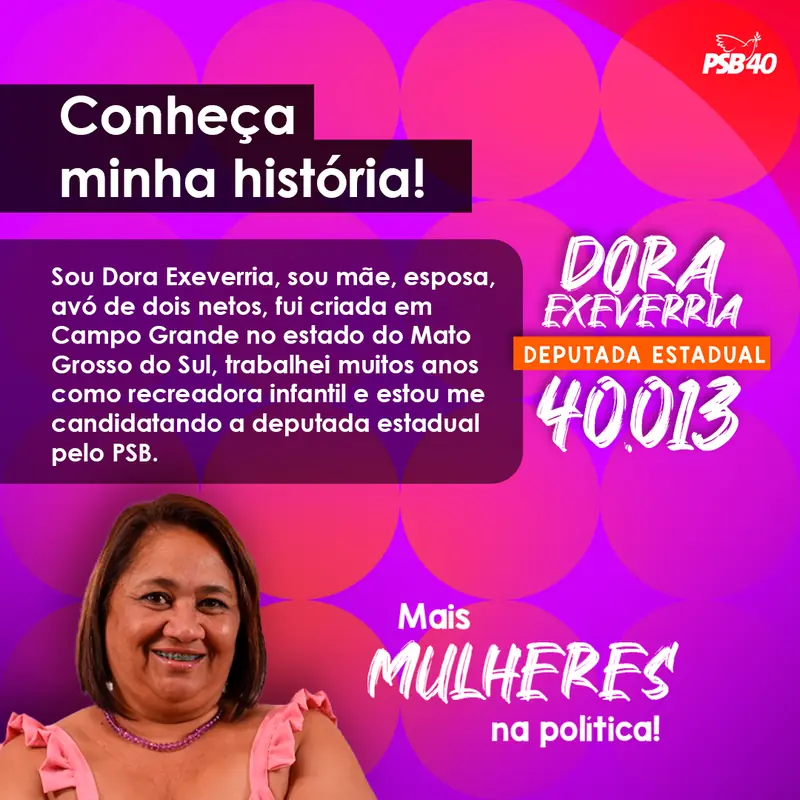 PSB40
Conheça
minha história!
Sou Dora Exeverria, sou mãe, esposa,
avó de dois netos, fui criada em
Campo Grande no estado do Mato
Grosso do Sul, trabalhei muitos anos
como recreadora infantil e estou me
candidatando a deputada estadual
pelo PSB.
DORA
EXEVERRIA
DEPUTADA ESTADUAL
40.013
Mais
MULHERES
na política!